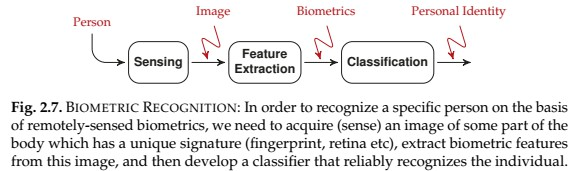 Image
Biometrics
Personal Identity
Person
Sensing
Feature
Extraction
Classification
Fig. 2.7. BIOMETRIC RECOGNITION: In order to recognize a specific person on the basis
of remotely-sensed biometrics, we need to acquire (sense) an image of some part of the
body which has a unique signature (fingerprint, retina etc), extract biometric features
from this image, and then develop a classifier that reliably recognizes the individual.